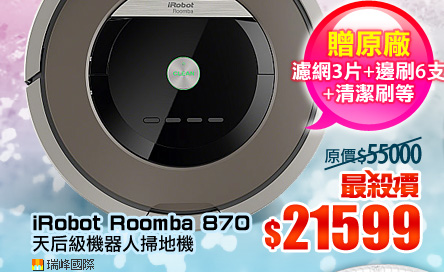 iRobot
Roomba
贈原廠
濾網3片+邊刷6支
+清潔刷等
原價$55000
最殺價
$21599
iRobot Roomba 870
天后級機器人掃地機
瑞峰國際